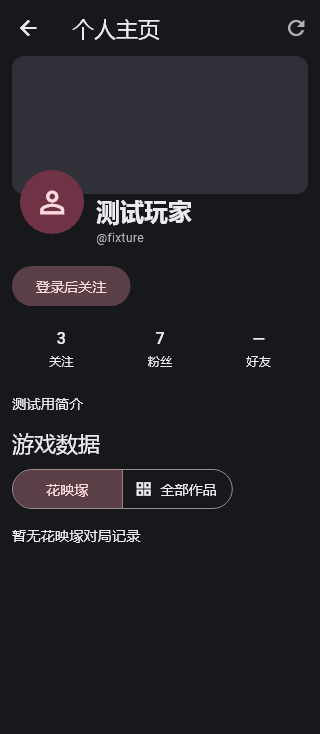 个人主页
测试玩家
@fixture
登录后关注
3 7 —
关注 粉丝 好友
测试用简介
游戏数据
花映塚 全部作品
暂无花映塚对局记录